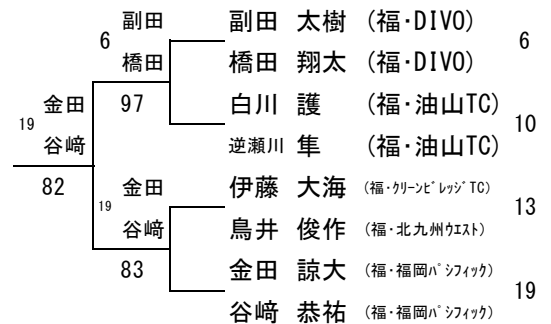 副田 副田 太樹 (福・DIVO)
6 6
橋田 橋田 翔太 (福・DIVO)
金田 97 白川 護 (福・油山TC)
19 10
谷﨑 逆瀬川 隼 (福・油山TC)
82 金田 伊藤 大海 (福・クリーンビレッジTC)
19 13
谷﨑 鳥井 俊作 (福・北九州ウエスト)
83 金田 諒大 (福・福岡パシフィック)
19
谷﨑 恭祐 (福・福岡パシフィック)